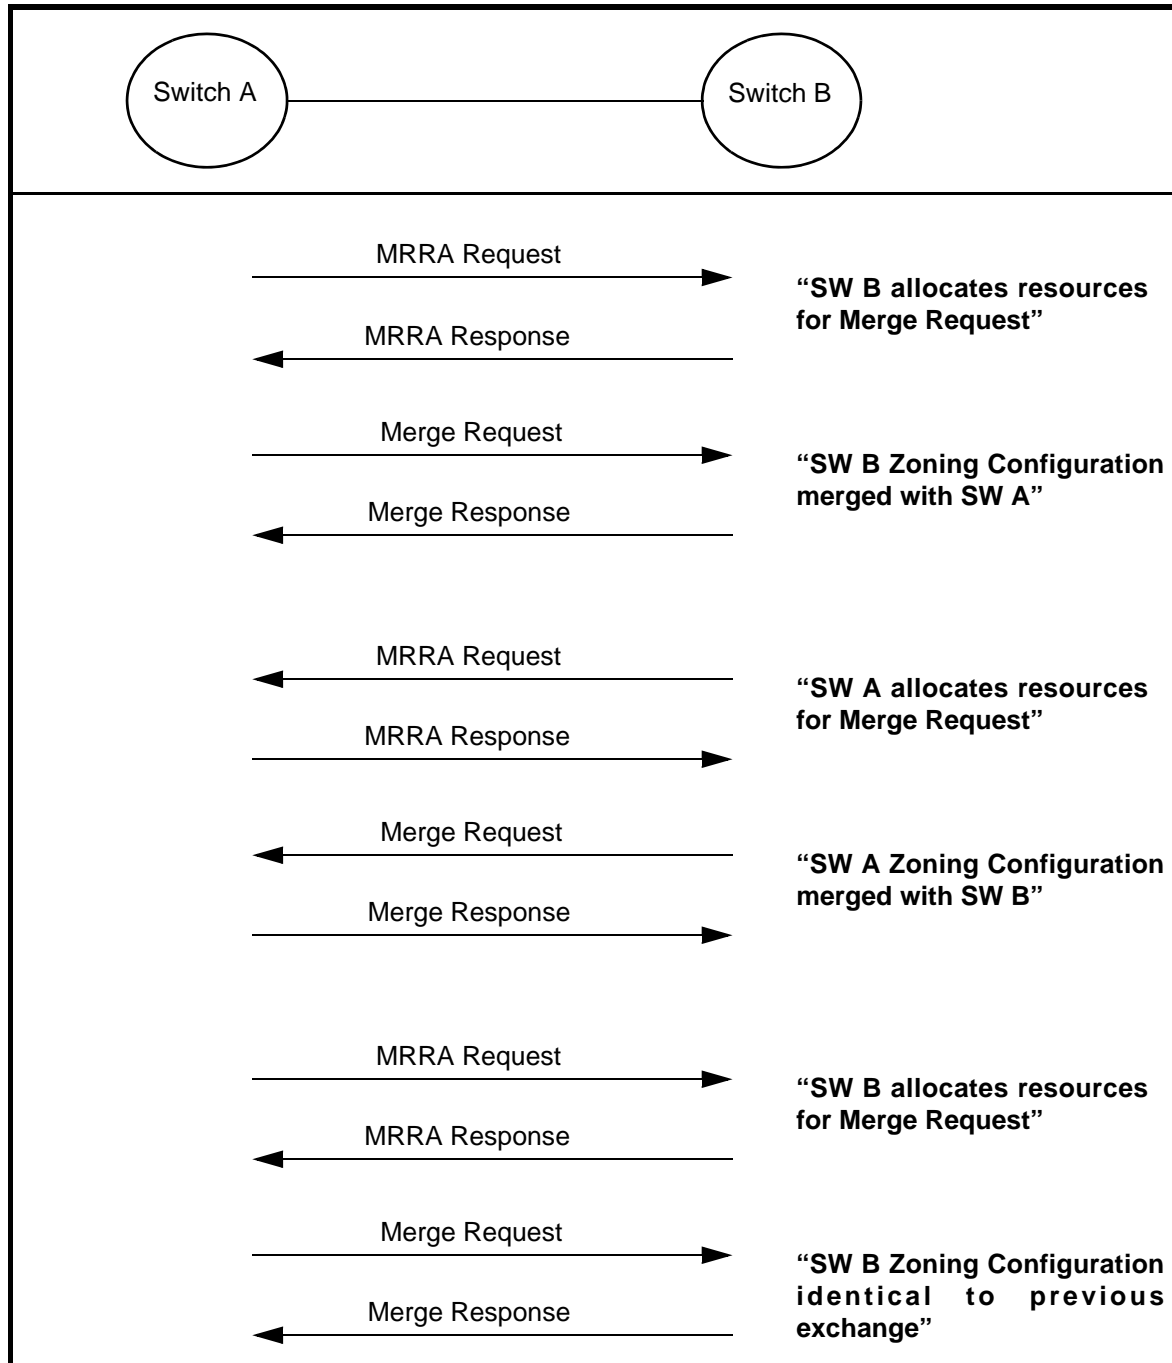 Switch A
Switch B
MRRA Request
“SW B allocates resources
for Merge Request”
MRRA Response
Merge Request
“SW B Zoning Configuration
merged with SW A”
Merge Response
MRRA Request
“SW A allocates resources
for Merge Request”
MRRA Response
Merge Request
“SW A Zoning Configuration
merged with SW B”
Merge Response
MRRA Request
“SW B allocates resources
for Merge Request”
MRRA Response
Merge Request
“SW B Zoning Configuration
identical to previous
exchange”
Merge Response